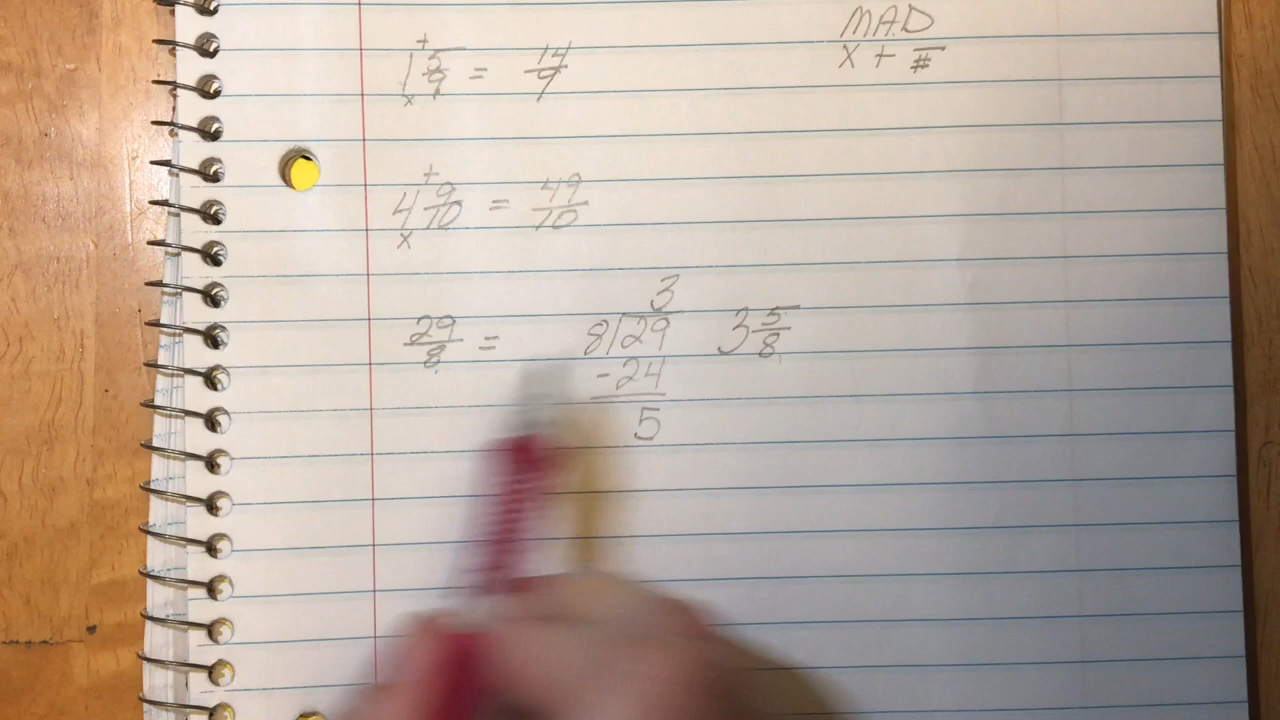 MAD
x + #
1 5/9 = 14/9
+
x
4 9/10 = 49/10
+
x
29/8 =
3
8)29
3 5/8
-24
5